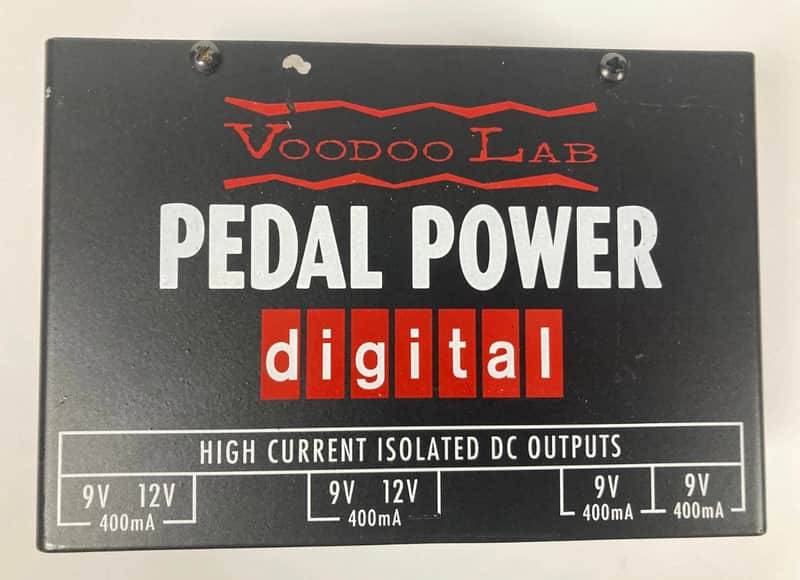 VOODOO LAB
PEDAL POWER
digital
HIGH CURRENT ISOLATED DC OUTPUTS
9V 12V 9V 12V 9V 9V
400mA 400mA 400mA 400mA